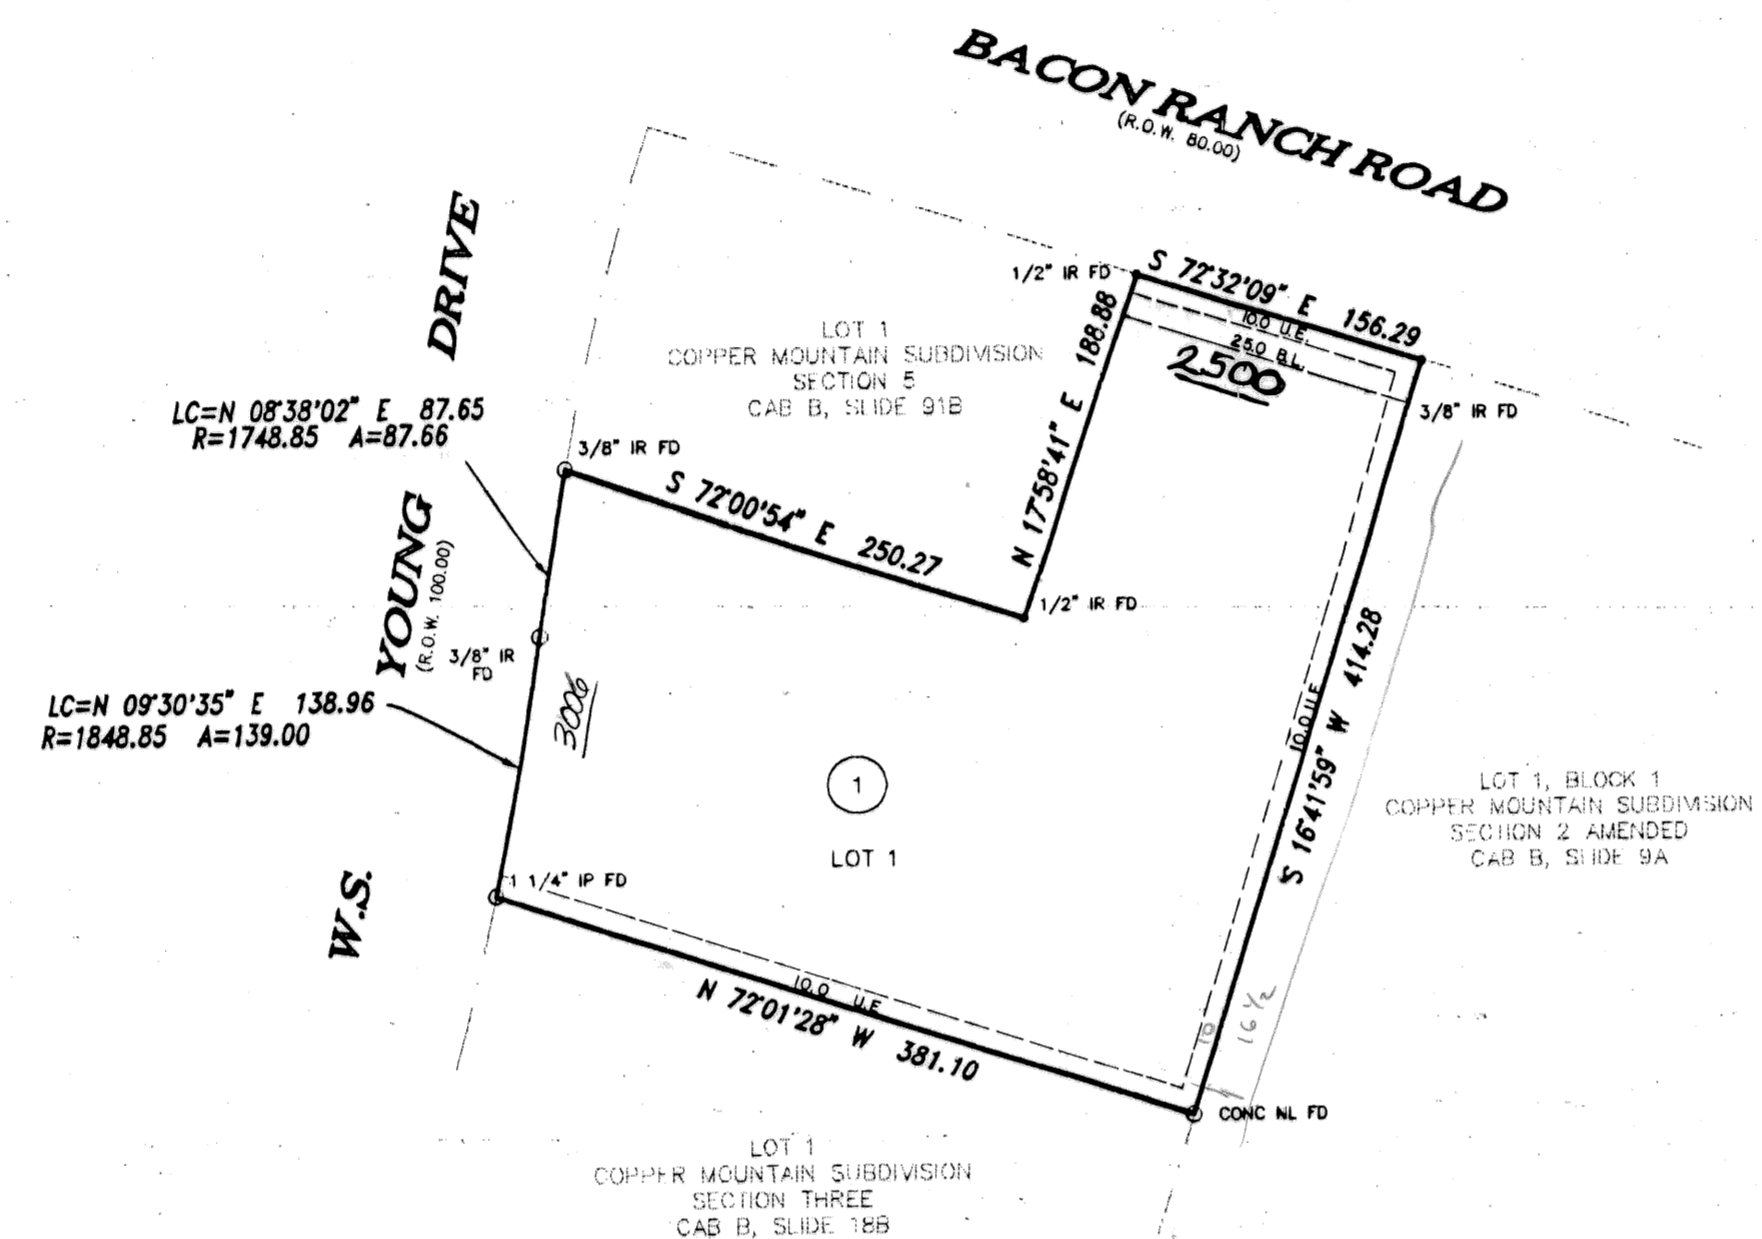 BACON RANCH ROAD
(R.O.W. 80.00)
W.S. YOUNG DRIVE
(R.O.W. 100.00)
1/2" IR FD
S 72°32'09" E 156.29
10.0 U.E.
25.0 B.L.
2500
3/8" IR FD
N 17°58'41" E 188.88
LOT 1
COPPER MOUNTAIN SUBDIVISION
SECTION 5
CAB B, SLIDE 91B
LC=N 08°38'02" E 87.65
R=1748.85 A=87.66
3/8" IR FD
S 72°00'54" E 250.27
1/2" IR FD
3/8" IR
FD
3006
LC=N 09°30'35" E 138.96
R=1848.85 A=139.00
1
LOT 1
10.0 U.E
S 16°41'59" W 414.28
LOT 1, BLOCK 1
COPPER MOUNTAIN SUBDIVISION
SECTION 2 AMENDED
CAB B, SLIDE 9A
1 1/4" IP FD
10.0 U.E
N 72°01'28" W 381.10
10
16 1/2
CONC NL FD
LOT 1
COPPER MOUNTAIN SUBDIVISION
SECTION THREE
CAB B, SLIDE 18B